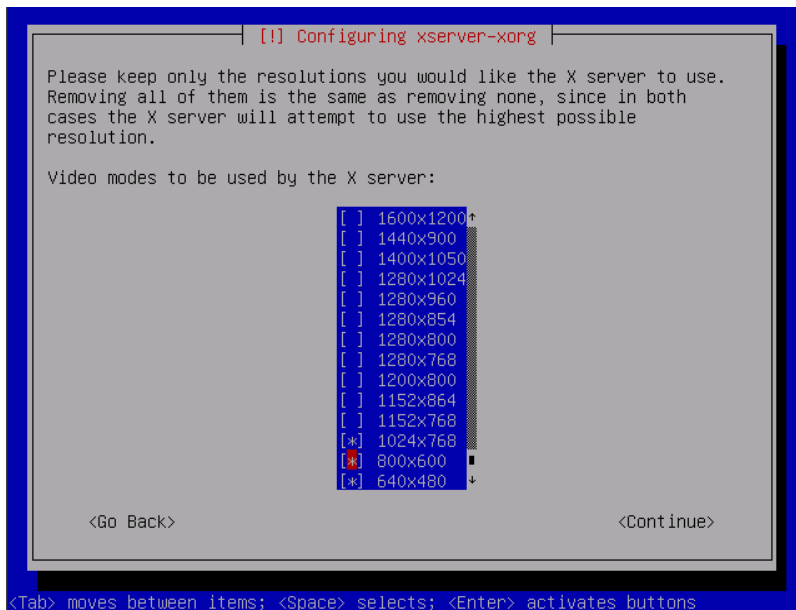 [!] Configuring xserver-xorg
Please keep only the resolutions you would like the X server to use.
Removing all of them is the same as removing none, since in both
cases the X server will attempt to use the highest possible
resolution.
Video modes to be used by the X server:
[ ] 1600x1200↑
[ ] 1440x900
[ ] 1400x1050
[ ] 1280x1024
[ ] 1280x960
[ ] 1280x854
[ ] 1280x800
[ ] 1280x768
[ ] 1200x800
[ ] 1152x864
[ ] 1152x768
[*] 1024x768
[*] 800x600
[*] 640x480 ↓
<Go Back> <Continue>
<Tab> moves between items; <Space> selects; <Enter> activates buttons